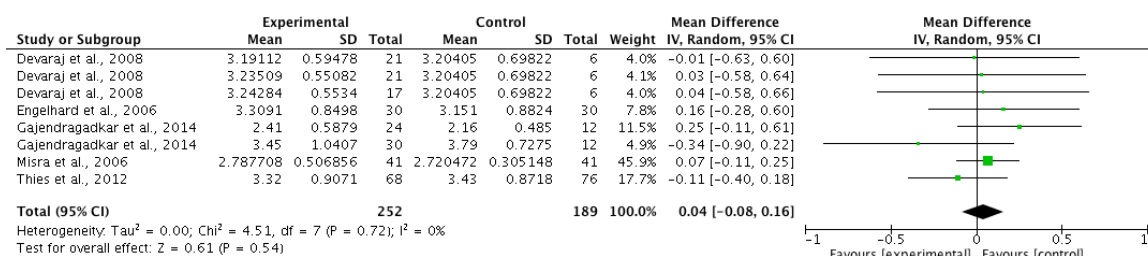 Experimental Control Mean Difference Mean Difference
Study or Subgroup Mean SD Total Mean SD Total Weight IV, Random, 95% CI IV, Random, 95% CI
Devaraj et al., 2008 3.19112 0.59478 21 3.20405 0.69822 6 4.0% -0.01 [-0.63, 0.60]
Devaraj et al., 2008 3.23509 0.55082 21 3.20405 0.69822 6 4.1% 0.03 [-0.58, 0.64]
Devaraj et al., 2008 3.24284 0.5534 17 3.20405 0.69822 6 4.1% 0.04 [-0.58, 0.66]
Engelhard et al., 2006 3.3091 0.8498 30 3.151 0.8824 30 7.8% 0.16 [-0.28, 0.60]
Gajendragadkar et al., 2014 2.41 0.5879 24 2.16 0.485 12 11.5% 0.25 [-0.11, 0.61]
Gajendragadkar et al., 2014 3.45 1.0407 30 3.79 0.7275 12 4.9% -0.34 [-0.90, 0.22]
Misra et al., 2006 2.787708 0.506856 41 2.720472 0.305148 41 45.9% 0.07 [-0.11, 0.25]
Thies et al., 2012 3.32 0.9071 68 3.43 0.8718 76 17.7% -0.11 [-0.40, 0.18]
Total (95% CI) 252 189 100.0% 0.04 [-0.08, 0.16]
Heterogeneity: Tau² = 0.00; Chi² = 4.51, df = 7 (P = 0.72); I² = 0%
Test for overall effect: Z = 0.61 (P = 0.54)
-1 -0.5 0 0.5 1
Favours [experimental] Favours [control]